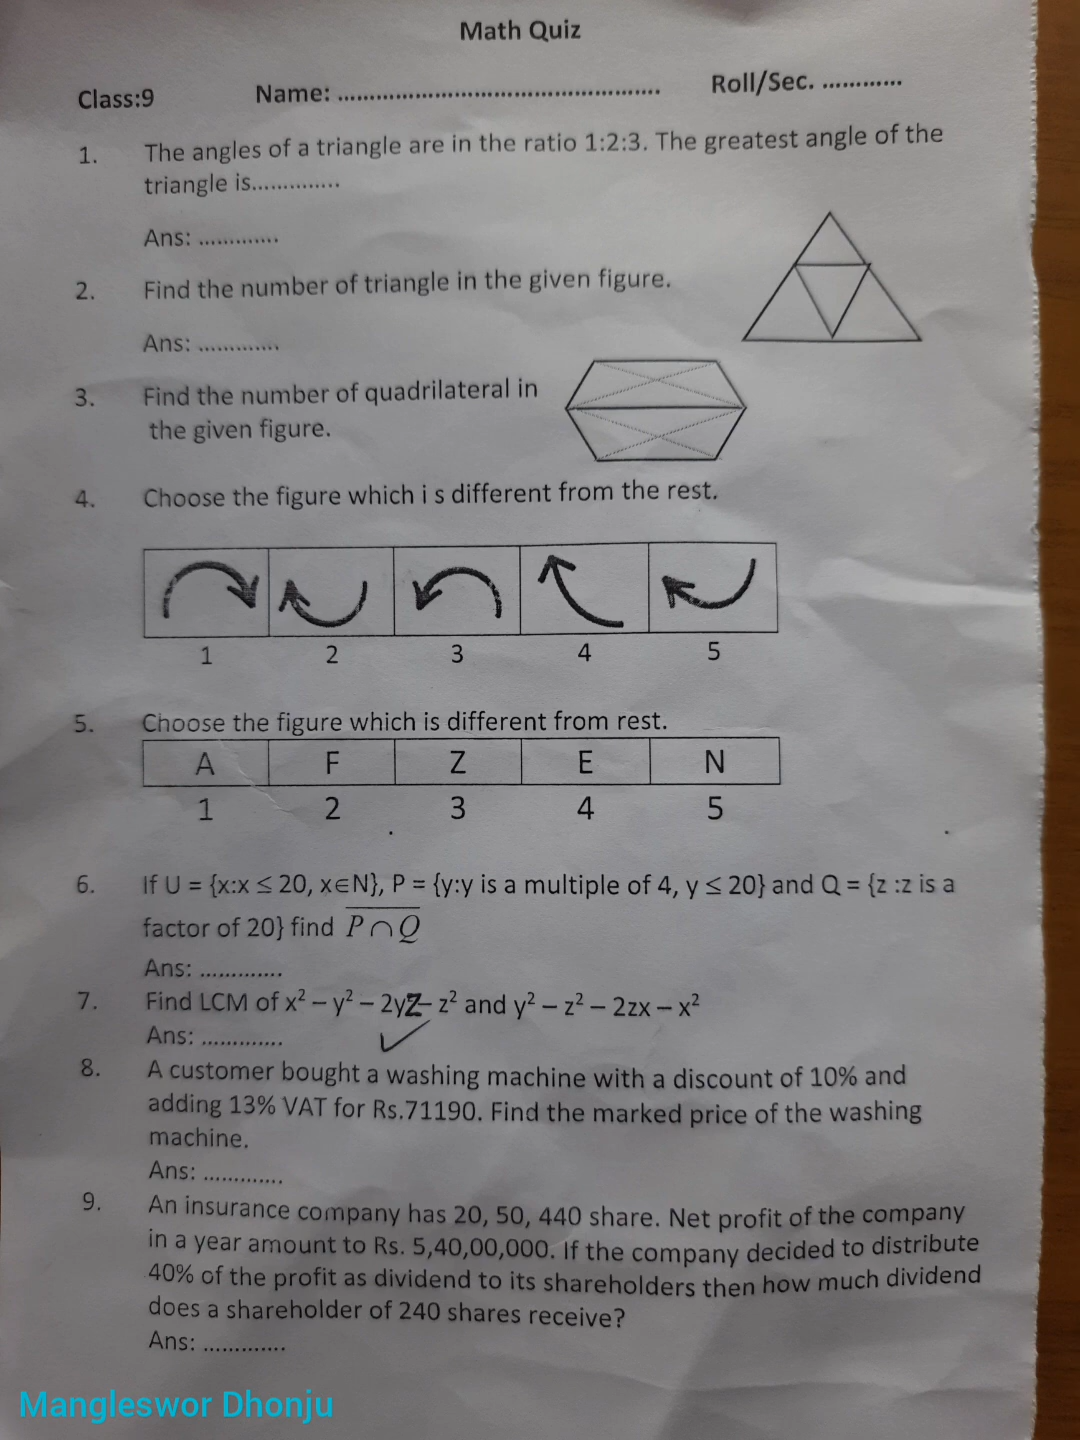 Math Quiz
Class:9 Name: .................................................. Roll/Sec. ............
1. The angles of a triangle are in the ratio 1:2:3. The greatest angle of the
triangle is..............
Ans: .............
2. Find the number of triangle in the given figure.
Ans: .............
3. Find the number of quadrilateral in
the given figure.
4. Choose the figure which i s different from the rest.
1 2 3 4 5
5. Choose the figure which is different from rest.
A F Z E N
1 2 3 4 5
6. If U = {x:x ≤ 20, x∈N}, P = {y:y is a multiple of 4, y ≤ 20} and Q = {z :z is a
factor of 20} find \overline{P∩Q}
Ans: .............
7. Find LCM of x² – y² – 2yz– z² and y² – z² – 2zx – x²
Ans: .............
8. A customer bought a washing machine with a discount of 10% and
adding 13% VAT for Rs.71190. Find the marked price of the washing
machine.
Ans: .............
9. An insurance company has 20, 50, 440 share. Net profit of the company
in a year amount to Rs. 5,40,00,000. If the company decided to distribute
40% of the profit as dividend to its shareholders then how much dividend
does a shareholder of 240 shares receive?
Ans: .............
Mangleswor Dhonju